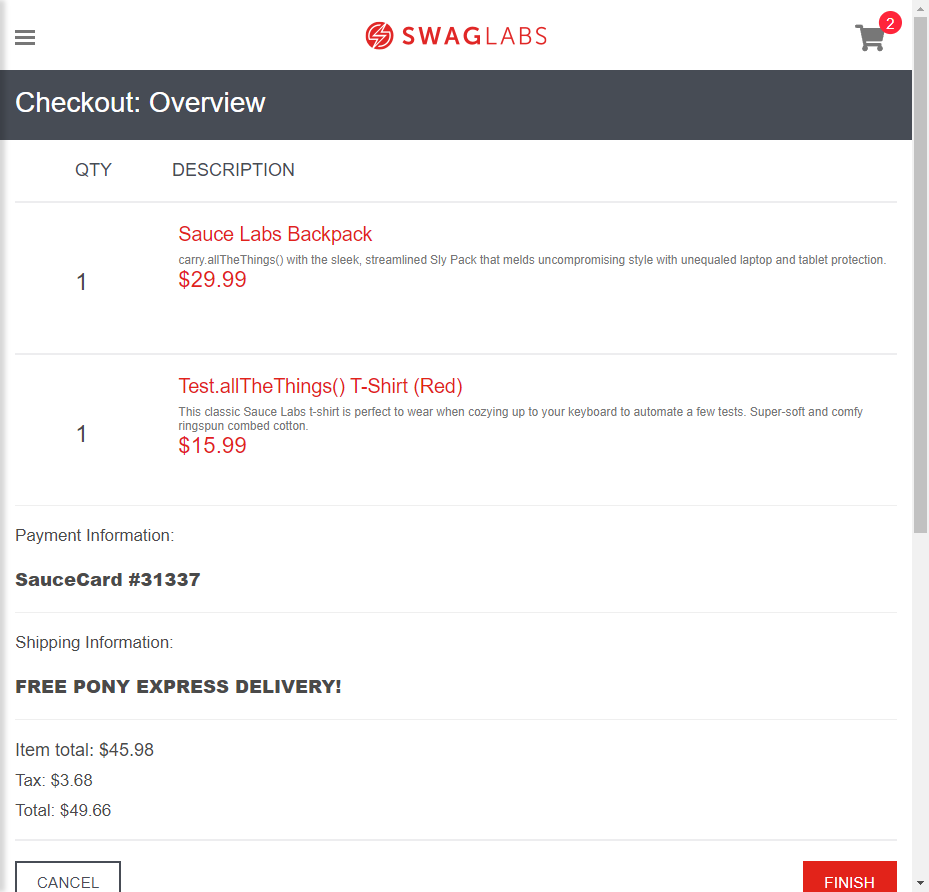 SWAGLABS
2
Checkout: Overview
QTY DESCRIPTION
Sauce Labs Backpack
carry.allTheThings() with the sleek, streamlined Sly Pack that melds uncompromising style with unequaled laptop and tablet protection.
1
$29.99
Test.allTheThings() T-Shirt (Red)
This classic Sauce Labs t-shirt is perfect to wear when cozying up to your keyboard to automate a few tests. Super-soft and comfy
ringspun combed cotton.
1
$15.99
Payment Information:
SauceCard #31337
Shipping Information:
FREE PONY EXPRESS DELIVERY!
Item total: $45.98
Tax: $3.68
Total: $49.66
CANCEL FINISH